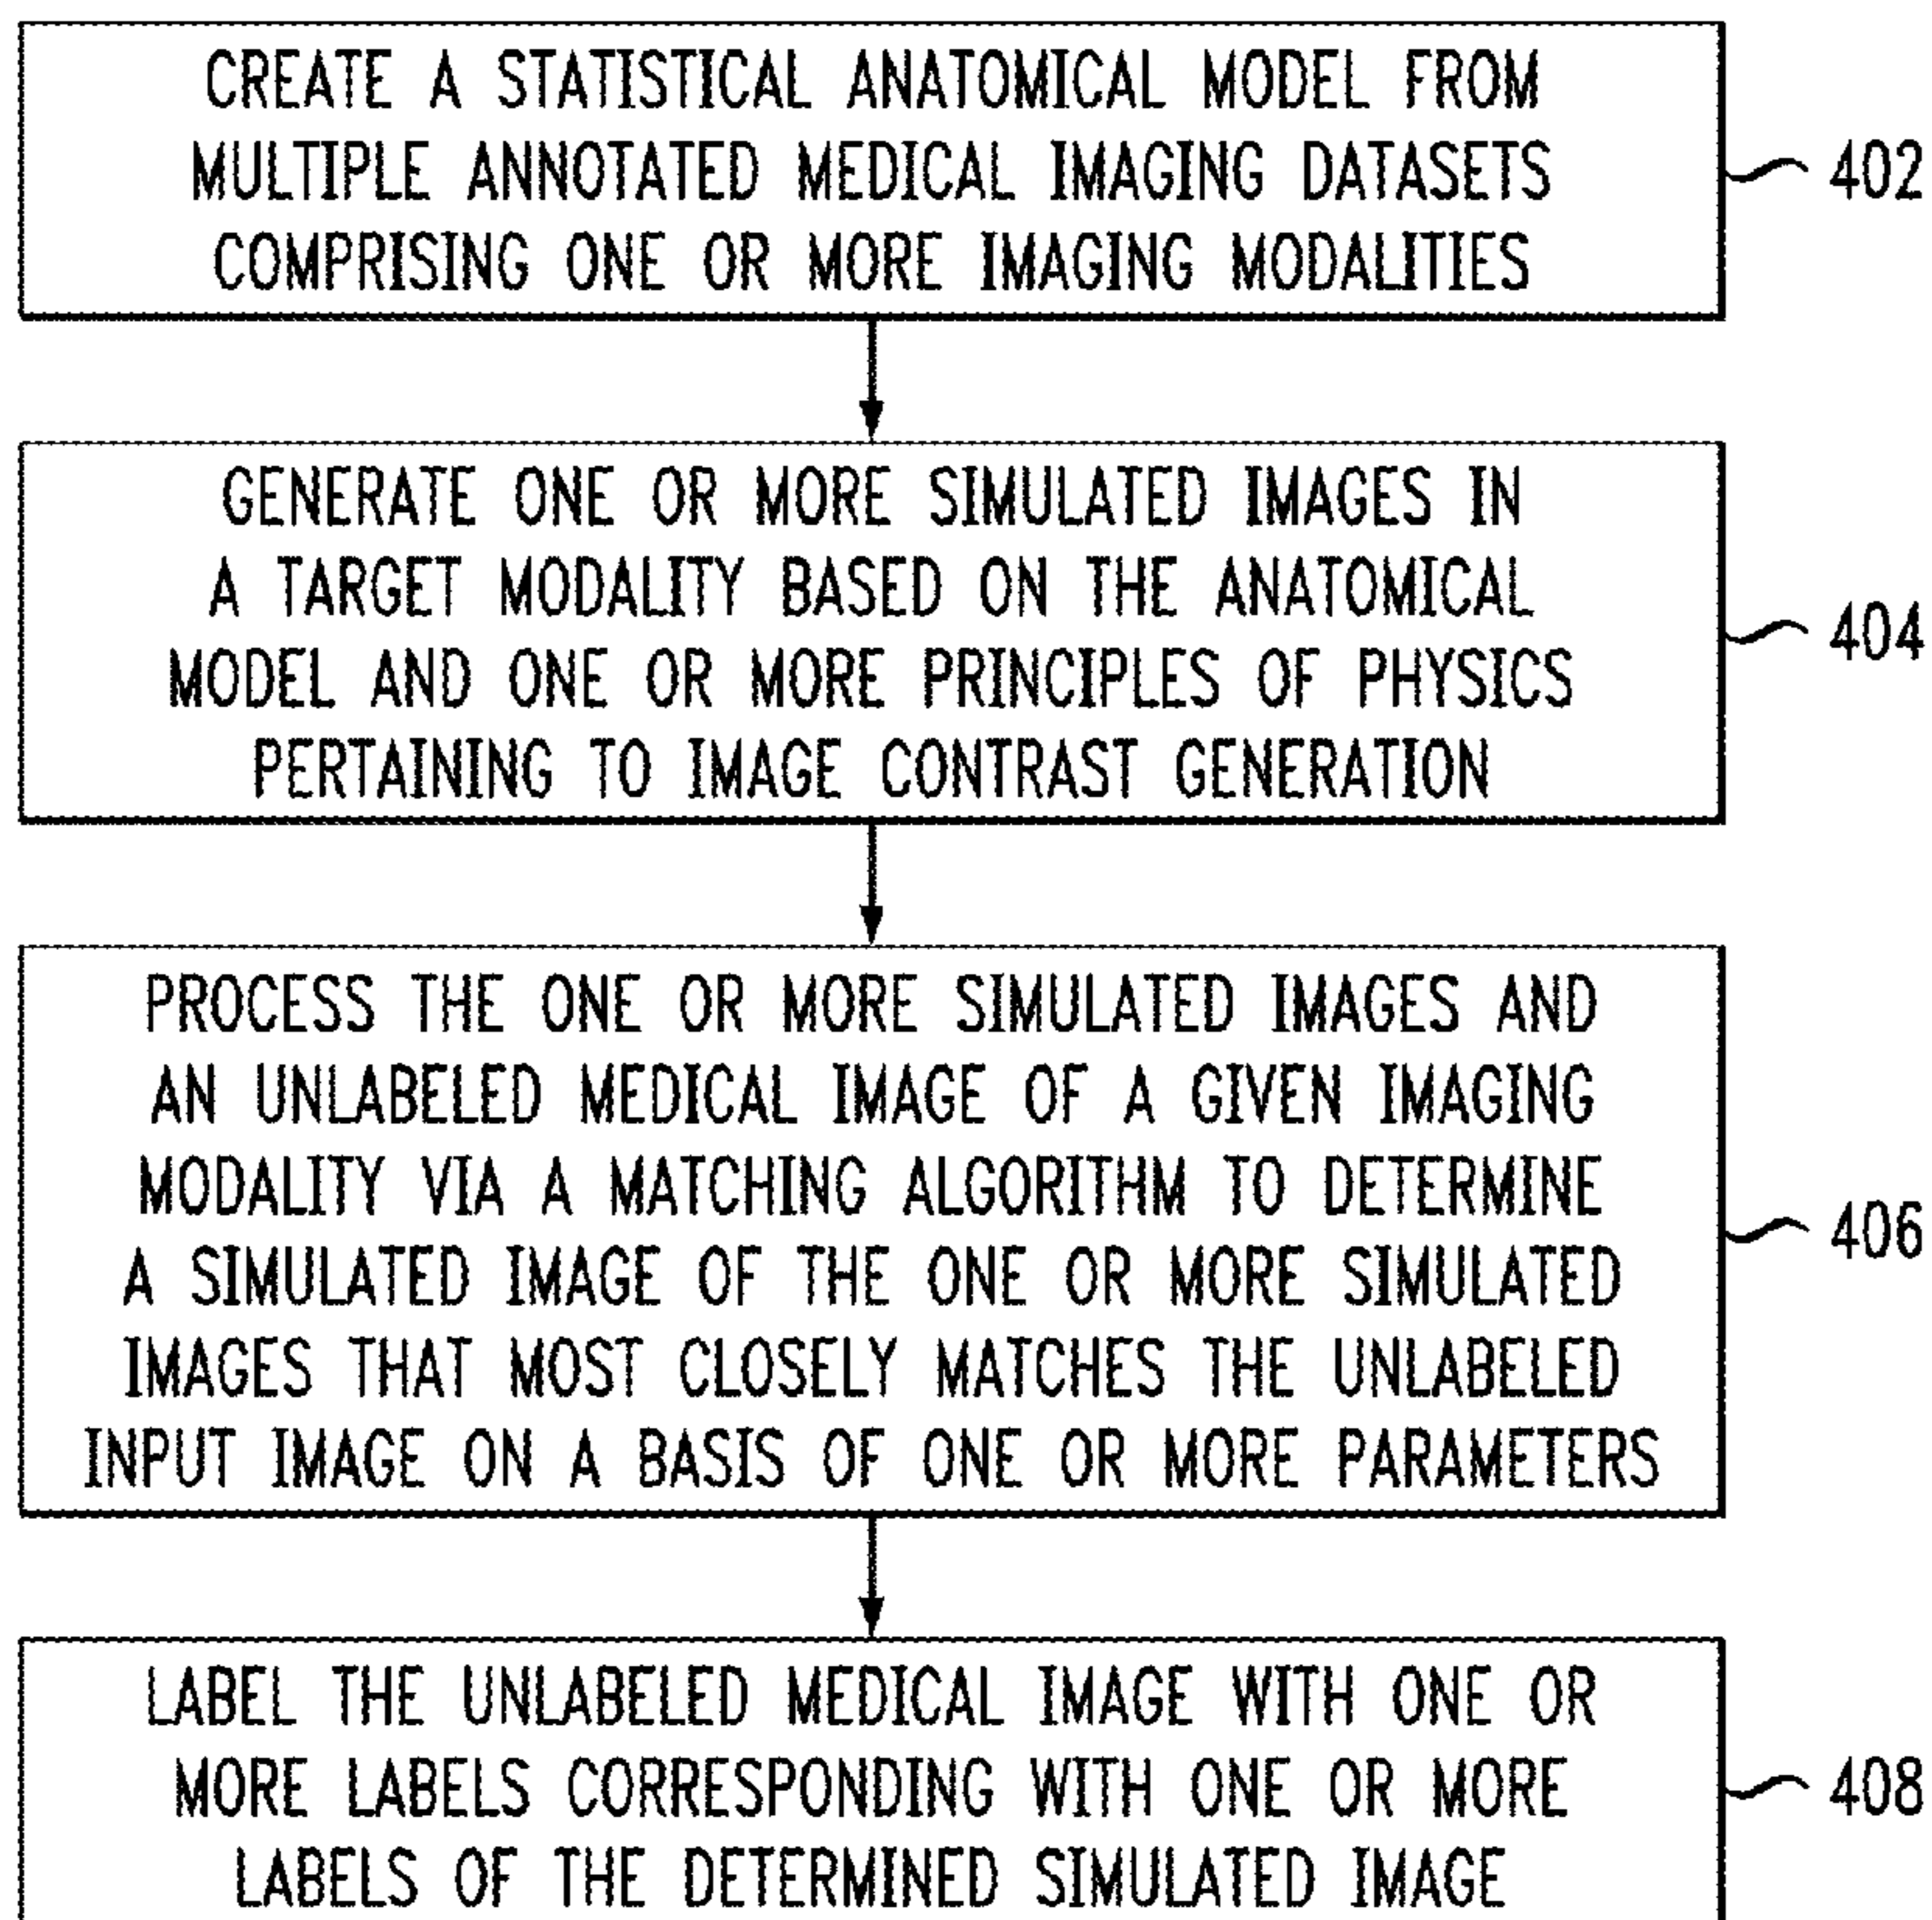 CREATE A STATISTICAL ANATOMICAL MODEL FROM
MULTIPLE ANNOTATED MEDICAL IMAGING DATASETS
COMPRISING ONE OR MORE IMAGING MODALITIES
402
GENERATE ONE OR MORE SIMULATED IMAGES IN
A TARGET MODALITY BASED ON THE ANATOMICAL
MODEL AND ONE OR MORE PRINCIPLES OF PHYSICS
PERTAINING TO IMAGE CONTRAST GENERATION
404
PROCESS THE ONE OR MORE SIMULATED IMAGES AND
AN UNLABELED MEDICAL IMAGE OF A GIVEN IMAGING
MODALITY VIA A MATCHING ALGORITHM TO DETERMINE
A SIMULATED IMAGE OF THE ONE OR MORE SIMULATED
IMAGES THAT MOST CLOSELY MATCHES THE UNLABELED
INPUT IMAGE ON A BASIS OF ONE OR MORE PARAMETERS
406
LABEL THE UNLABELED MEDICAL IMAGE WITH ONE OR
MORE LABELS CORRESPONDING WITH ONE OR MORE
LABELS OF THE DETERMINED SIMULATED IMAGE
408